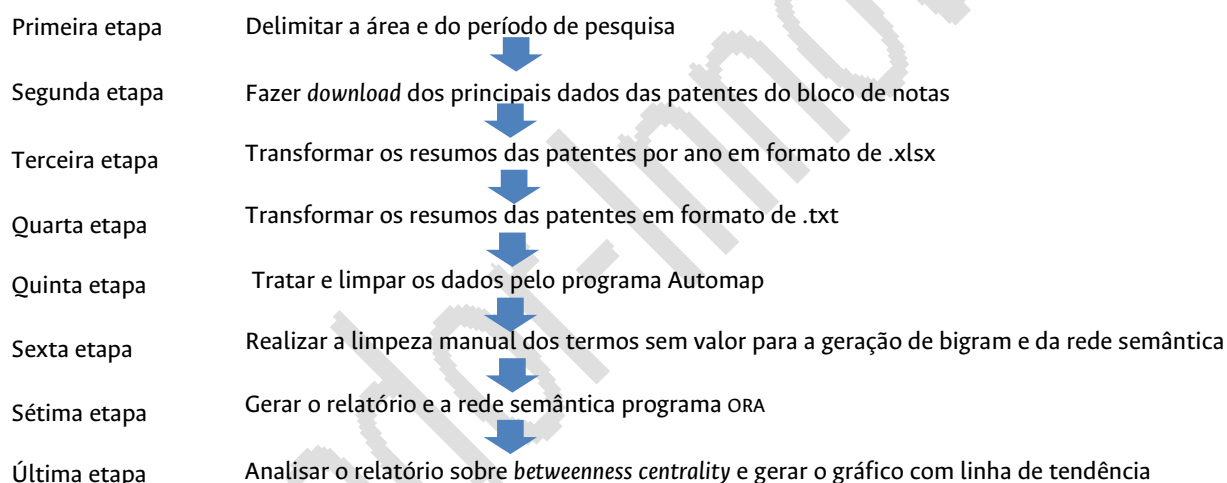 Primeira etapa Delimitar a área e do período de pesquisa
Segunda etapa Fazer download dos principais dados das patentes do bloco de notas
Terceira etapa Transformar os resumos das patentes por ano em formato de .xlsx
Quarta etapa Transformar os resumos das patentes em formato de .txt
Quinta etapa Tratar e limpar os dados pelo programa Automap
Sexta etapa Realizar a limpeza manual dos termos sem valor para a geração de bigram e da rede semântica
Sétima etapa Gerar o relatório e a rede semântica programa ORA
Última etapa Analisar o relatório sobre betweenness centrality e gerar o gráfico com linha de tendência